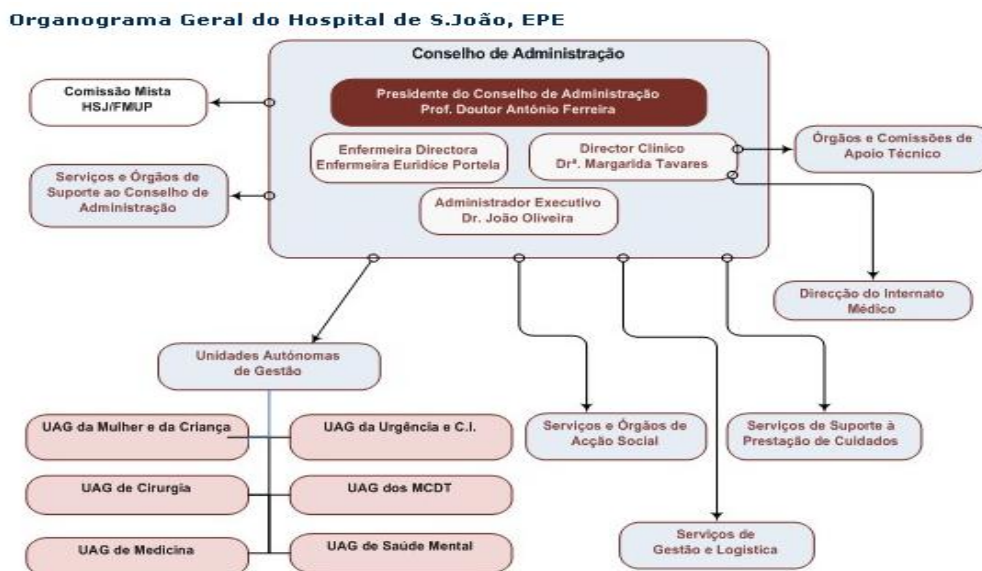 Organograma Geral do Hospital de S.João, EPE
Conselho de Administração
Presidente do Conselho de Administração
Prof. Doutor António Ferreira
Comissão Mista
HSJ/FMUP
Enfermeira Directora
Enfermeira Euridíce Portela
Director Clínico
Drª. Margarida Tavares
Órgãos e Comissões de
Apoio Técnico
Serviços e Órgãos de
Suporte ao Conselho de
Administração
Administrador Executivo
Dr. João Oliveira
Direcção do Internato
Médico
Unidades Autónomas
de Gestão
UAG da Mulher e da Criança
UAG da Urgência e C.I.
Serviços e Órgãos de
Acção Social
Serviços de Suporte à
Prestação de Cuidados
UAG de Cirurgia
UAG dos MCDT
UAG de Medicina
UAG de Saúde Mental
Serviços de
Gestão e Logistica